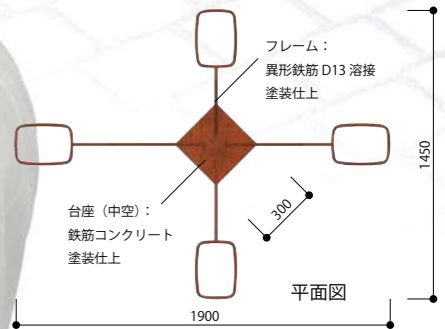 フレーム：
異形鉄筋 D13 溶接
塗装仕上
1450
300
台座（中空）：
鉄筋コンクリート
塗装仕上
平面図
1900